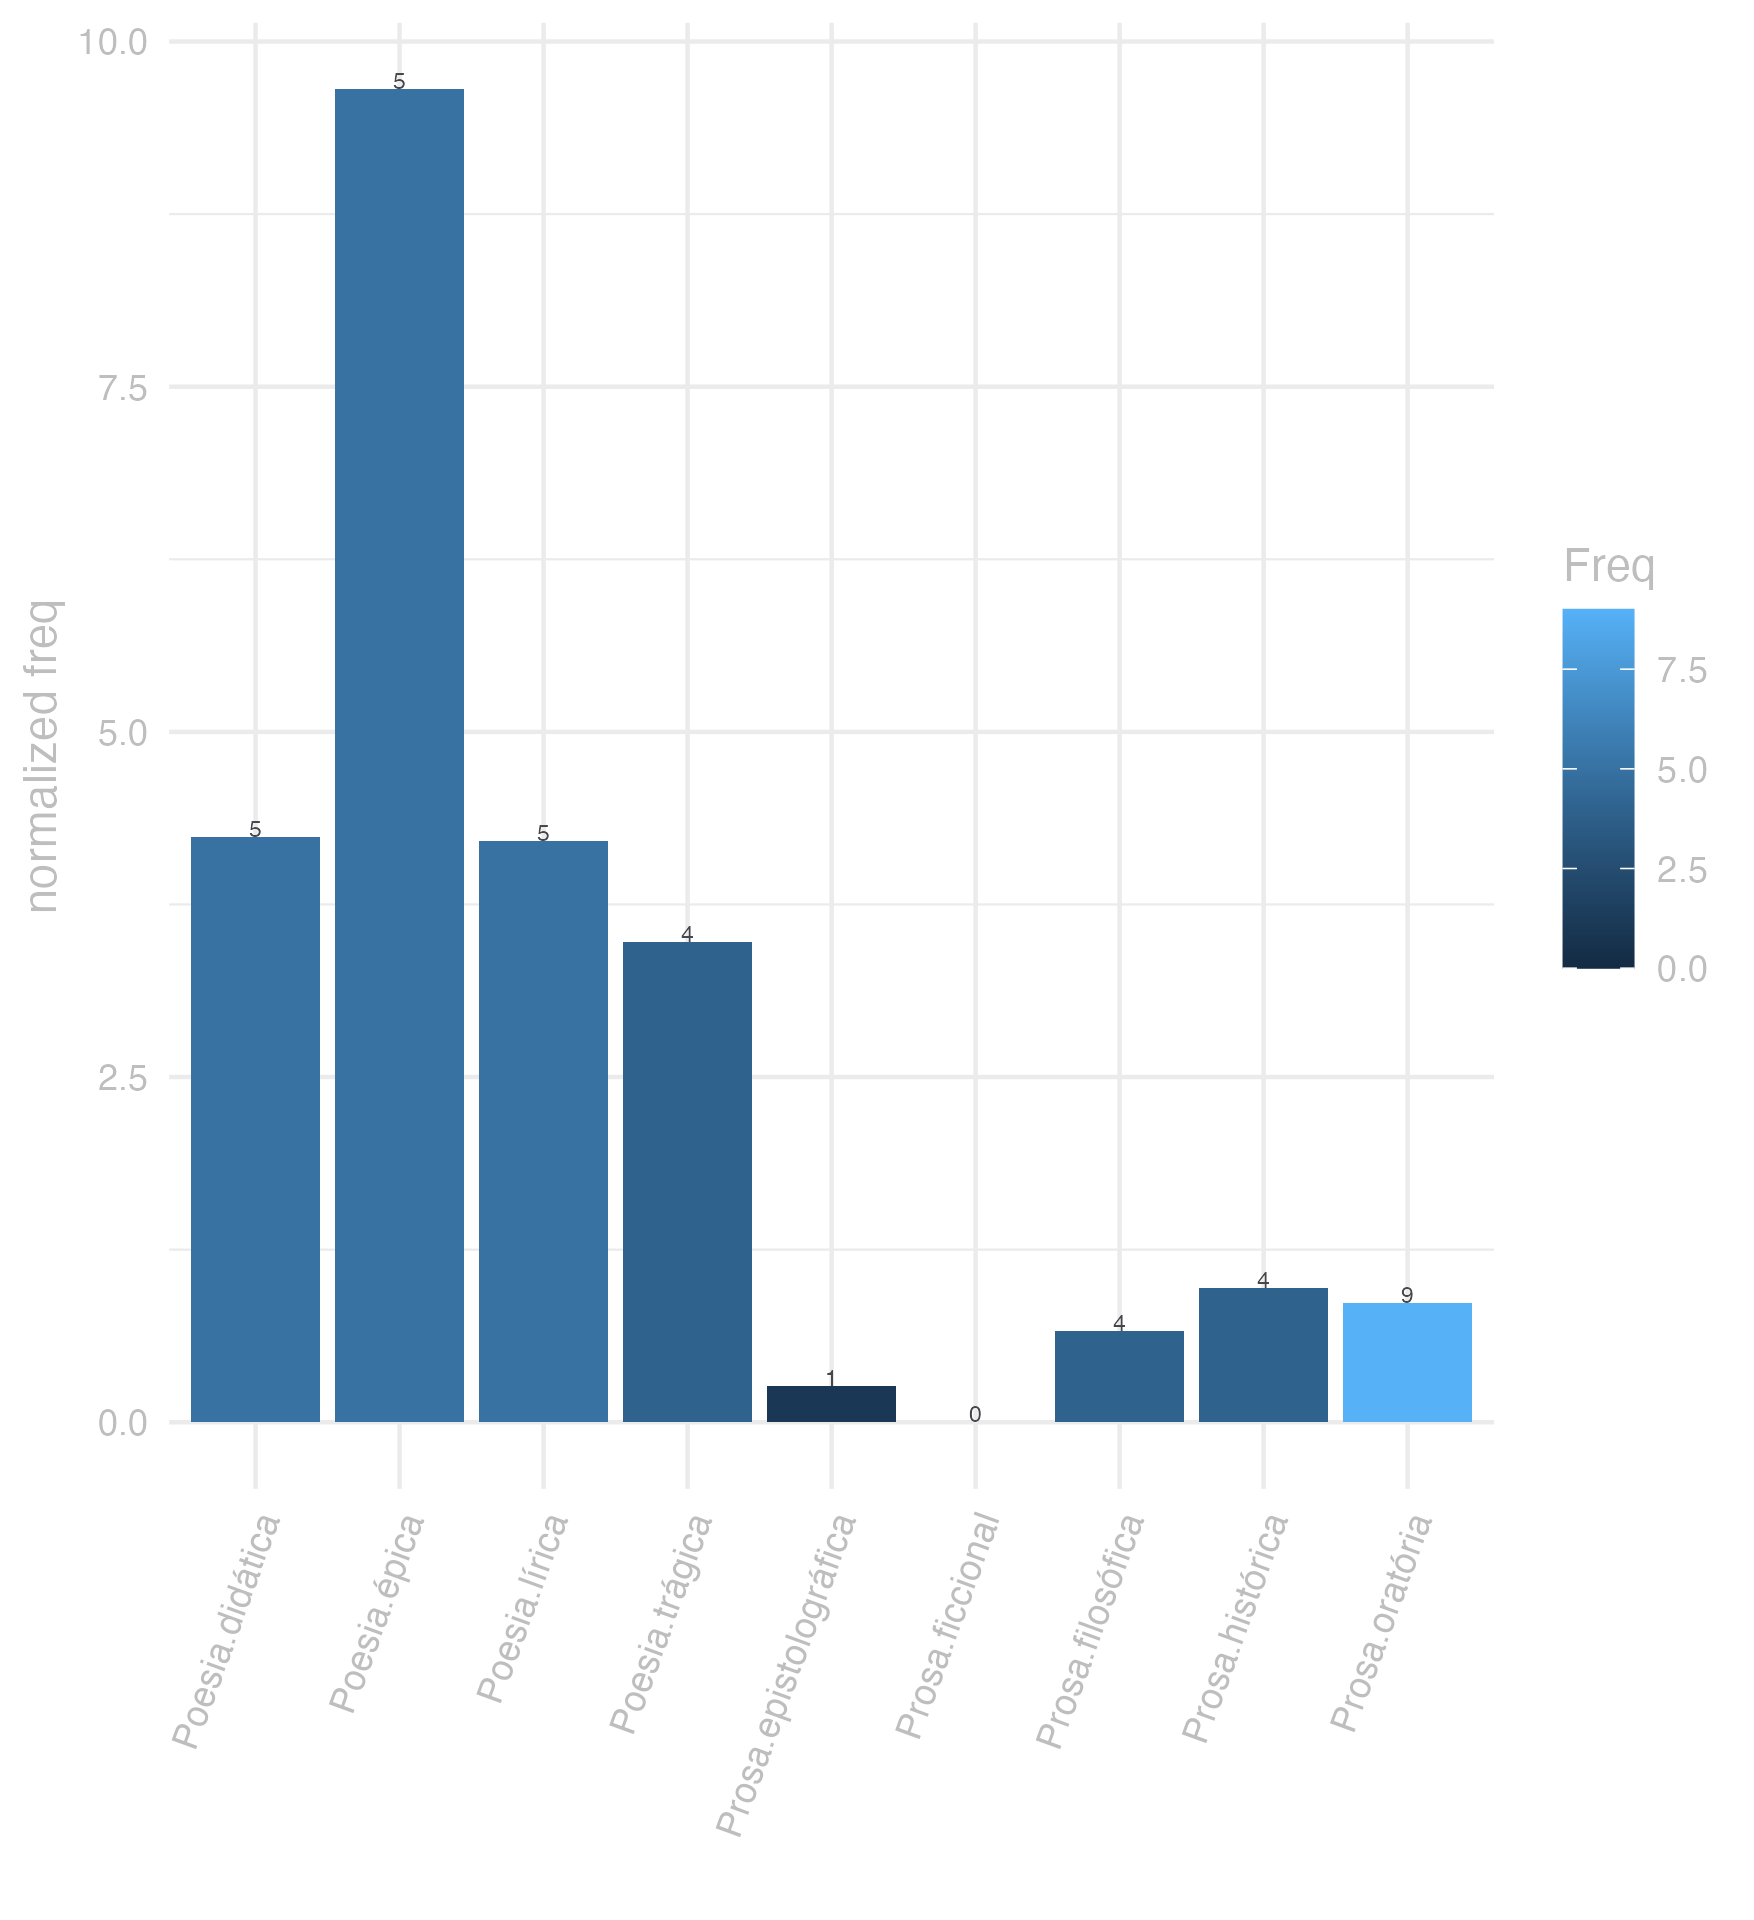 10.0
7.5
5.0
2.5
0.0
normalized freq
5
5
5
4
1
0
4
4
9
Poesia.didática
Poesia.épica
Poesia.lírica
Poesia.trágica
Prosa.epistolográfica
Prosa.ficcional
Prosa.filosófica
Prosa.histórica
Prosa.oratória
Freq
7.5
5.0
2.5
0.0